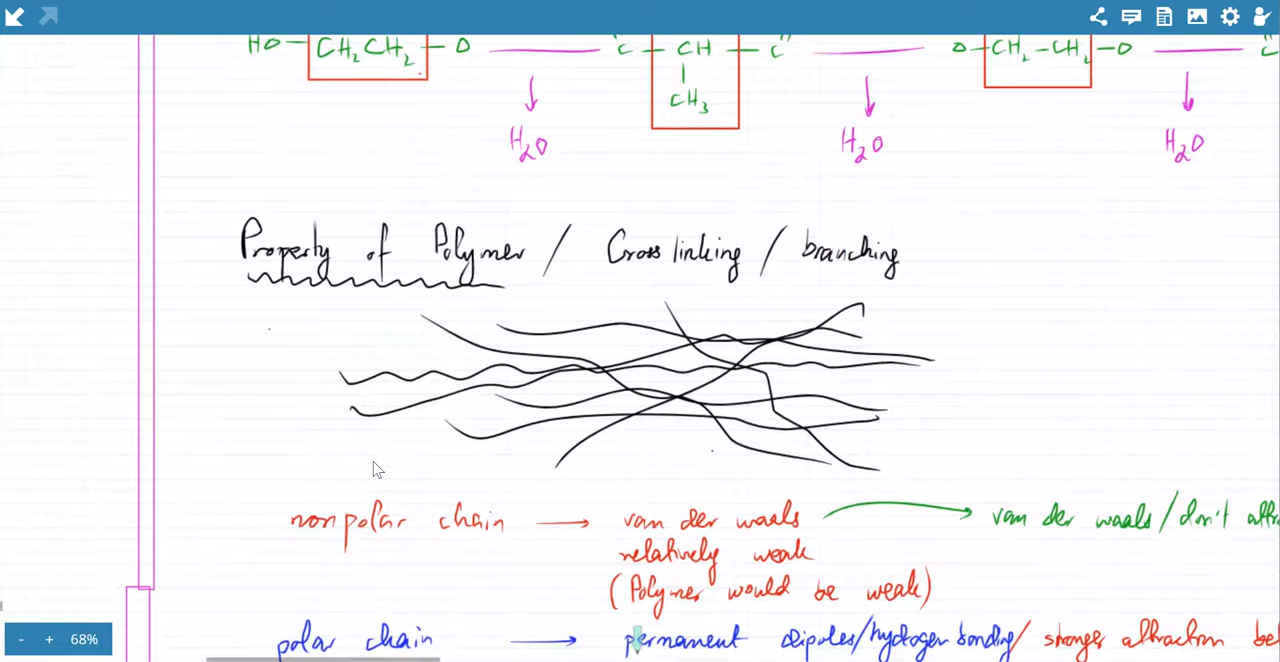 HO — CH₂CH₂ — O — C — CH — C — O — CH₂ — CH₂ — O — C
CH₃
H₂O H₂O H₂O
Property of Polymer / Cross linking / branching
nonpolar chain → van der waals → van der waals / don't
relatively weak
(Polymer would be weak)
polar chain → permanent dipoles/hydrogen bonding/ stronger attraction
- + 68%